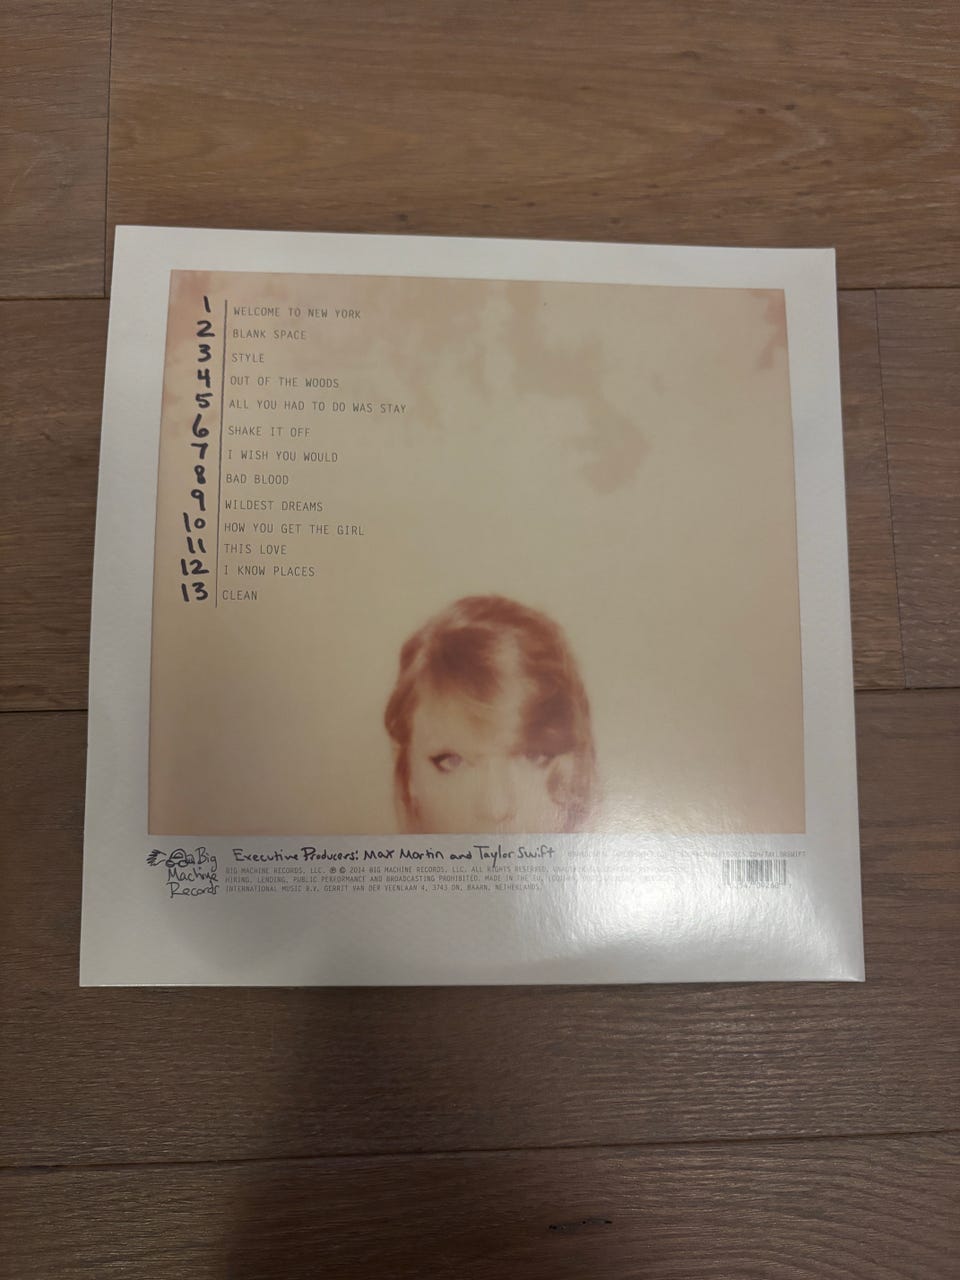 1 WELCOME TO NEW YORK
2 BLANK SPACE
3 STYLE
4 OUT OF THE WOODS
5 ALL YOU HAD TO DO WAS STAY
6 SHAKE IT OFF
7 I WISH YOU WOULD
8 BAD BLOOD
9 WILDEST DREAMS
10 HOW YOU GET THE GIRL
11 THIS LOVE
12 I KNOW PLACES
13 CLEAN
Big Machine Records
Executive Producers: Max Martin and Taylor Swift
BIG MACHINE RECORDS, LLC. ℗ © 2014 BIG MACHINE RECORDS, LLC. ALL RIGHTS RESERVED.
HIRING, LENDING, PUBLIC PERFORMANCE AND BROADCASTING PROHIBITED. MADE IN THE EU.
INTERNATIONAL MUSIC B.V. GERRIT VAN DER VEENLAAN 4, 3743 DN, BAARN, NETHERLANDS.